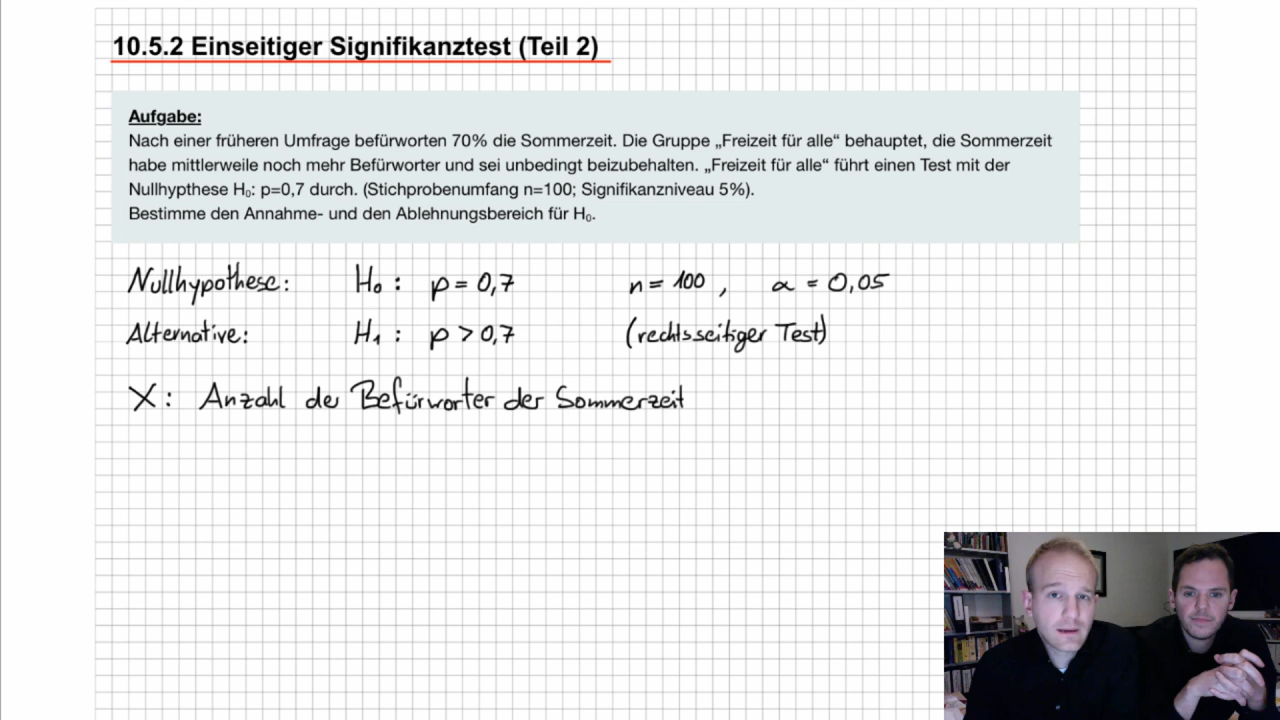 10.5.2 Einseitiger Signifikanztest (Teil 2)
Aufgabe:
Nach einer früheren Umfrage befürworten 70% die Sommerzeit. Die Gruppe „Freizeit für alle“ behauptet, die Sommerzeit
habe mittlerweile noch mehr Befürworter und sei unbedingt beizubehalten. „Freizeit für alle“ führt einen Test mit der
Nullhypthese H₀: p=0,7 durch. (Stichprobenumfang n=100; Signifikanzniveau 5%).
Bestimme den Annahme- und den Ablehnungsbereich für H₀.
Nullhypothese: H₀ : p = 0,7 n = 100 , α = 0,05
Alternative: H₁ : p > 0,7 (rechtsseitiger Test)
X : Anzahl der Befürworter der Sommerzeit